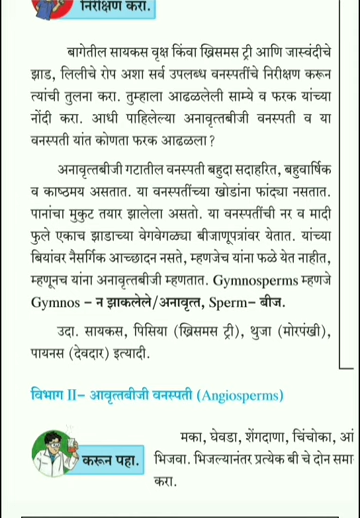 निरीक्षण करा.
बागेतील सायकस वृक्ष किंवा ख्रिसमस ट्री आणि जास्वंदीचे
झाड, लिलीचे रोप अशा सर्व उपलब्ध वनस्पतींचे निरीक्षण करून
त्यांची तुलना करा. तुम्हाला आढळलेली साम्ये व फरक यांच्या
नोंदी करा. आधी पाहिलेल्या अनावृत्तबीजी वनस्पती व या
वनस्पती यांत कोणता फरक आढळला?
अनावृत्तबीजी गटातील वनस्पती बहुदा सदाहरित, बहुवार्षिक
व काष्ठमय असतात. या वनस्पतींच्या खोडांना फांद्या नसतात.
पानांचा मुकुट तयार झालेला असतो. या वनस्पतींची नर व मादी
फुले एकाच झाडाच्या वेगवेगळ्या बीजाणूपत्रांवर येतात. यांच्या
बियांवर नैसर्गिक आच्छादन नसते, म्हणजेच यांना फळे येत नाहीत,
म्हणूनच यांना अनावृत्तबीजी म्हणतात. Gymnosperms म्हणजे
Gymnos – न झाकलेले/अनावृत्त, Sperm– बीज.
उदा. सायकस, पिसिया (ख्रिसमस ट्री), थुजा (मोरपंखी),
पायनस (देवदार) इत्यादी.
विभाग II– आवृत्तबीजी वनस्पती (Angiosperms)
मका, घेवडा, शेंगदाणा, चिंचोका, आं
करून पहा. भिजवा. भिजल्यानंतर प्रत्येक बी चे दोन समा
करा.